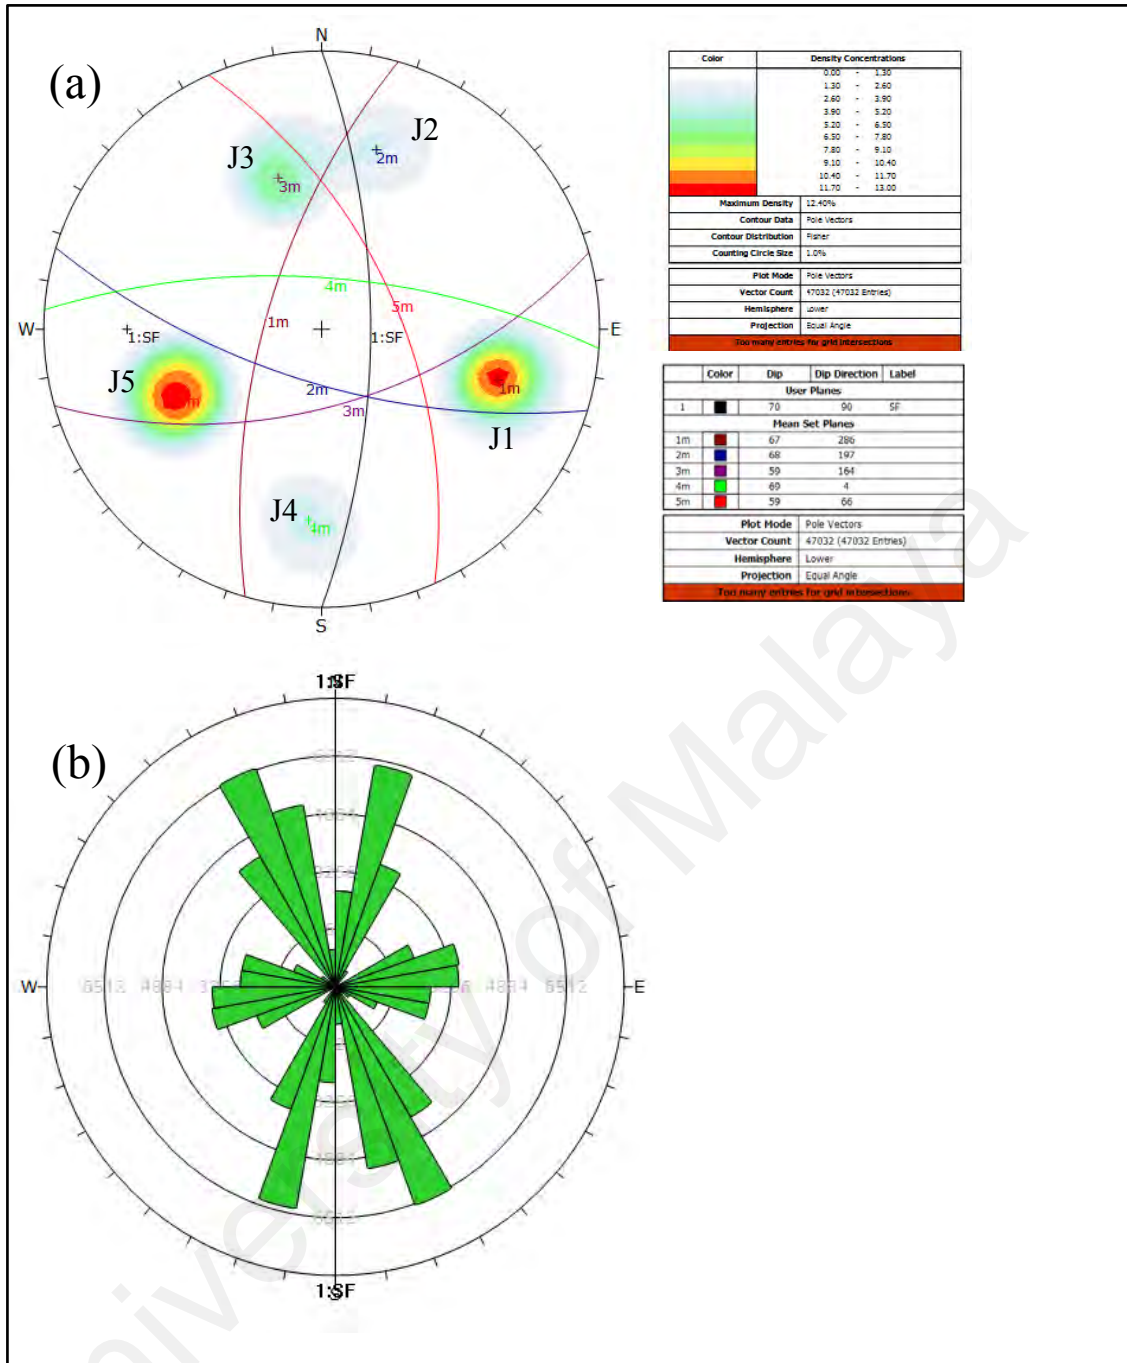 (a)
N
J2
J3
2m
3m
4m
5m
1m
W
1:SF
1:SF
E
J5
2m
3m
1m
J1
J4
4m
S
Color Density Concentrations
0.00 - 1.30
1.30 - 2.60
2.60 - 3.90
3.90 - 5.20
5.20 - 6.50
6.50 - 7.80
7.80 - 9.10
9.10 - 10.40
10.40 - 11.70
11.70 - 13.00
Maximum Density 12.40%
Contour Data Pole Vectors
Contour Distribution Fisher
Counting Circle Size 1.0%
Plot Mode Pole Vectors
Vector Count 47032 (47032 Entries)
Hemisphere Lower
Projection Equal Angle
Too many entries for grid intersections
Color Dip Dip Direction Label
User Planes
1 70 90 SF
Mean Set Planes
1m 67 286
2m 68 197
3m 59 164
4m 69 4
5m 59 66
Plot Mode Pole Vectors
Vector Count 47032 (47032 Entries)
Hemisphere Lower
Projection Equal Angle
Too many entries for grid intersections
(b)
1:SF
W
6512 4884
4884 6512
E
4884
1:SF
University of Malaya